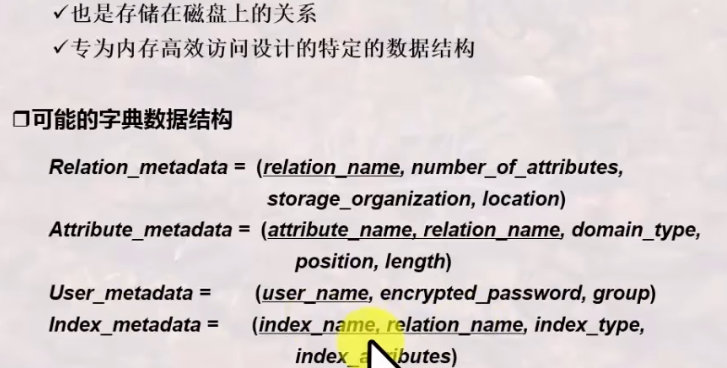 ✓也是存储在磁盘上的关系
✓专为内存高效访问设计的特定的数据结构
❒可能的字典数据结构
Relation_metadata = (relation_name, number_of_attributes,
storage_organization, location)
Attribute_metadata = (attribute_name, relation_name, domain_type,
position, length)
User_metadata = (user_name, encrypted_password, group)
Index_metadata = (index_name, relation_name, index_type,
index_attributes)